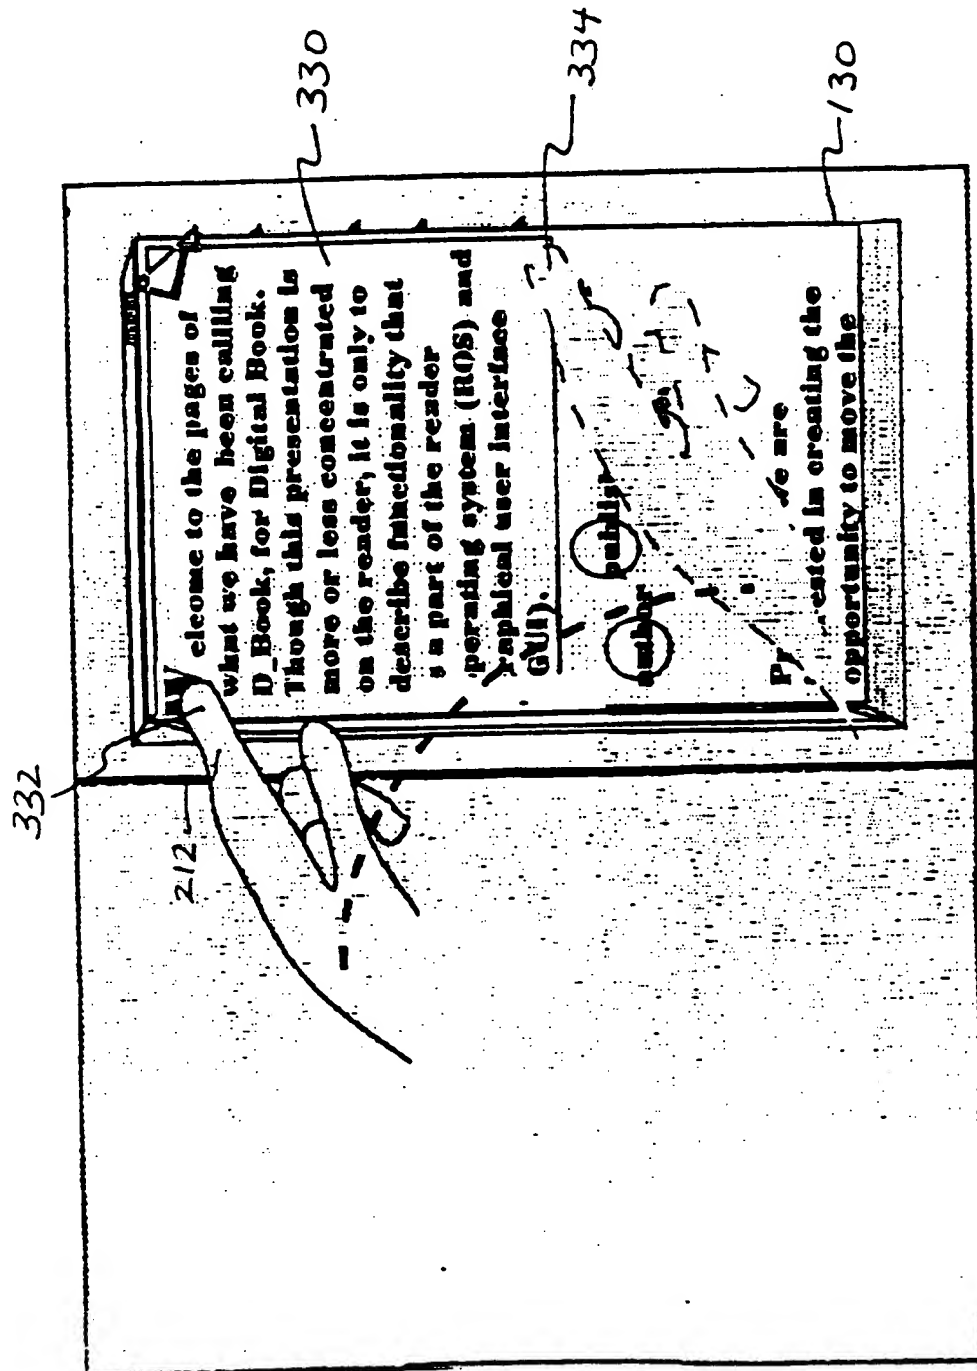 elcome to the pages of
what we have been calling
D_Book, for Digital Book.
Though this presentation is
more or less concentrated
on the reader, it is only to
describe functionality that
s a part of the reader
perating system (ROS) and
raphical user interface
GUI).
author
e are
ested in creating the
opportunity to move the
332
212
330
334
130